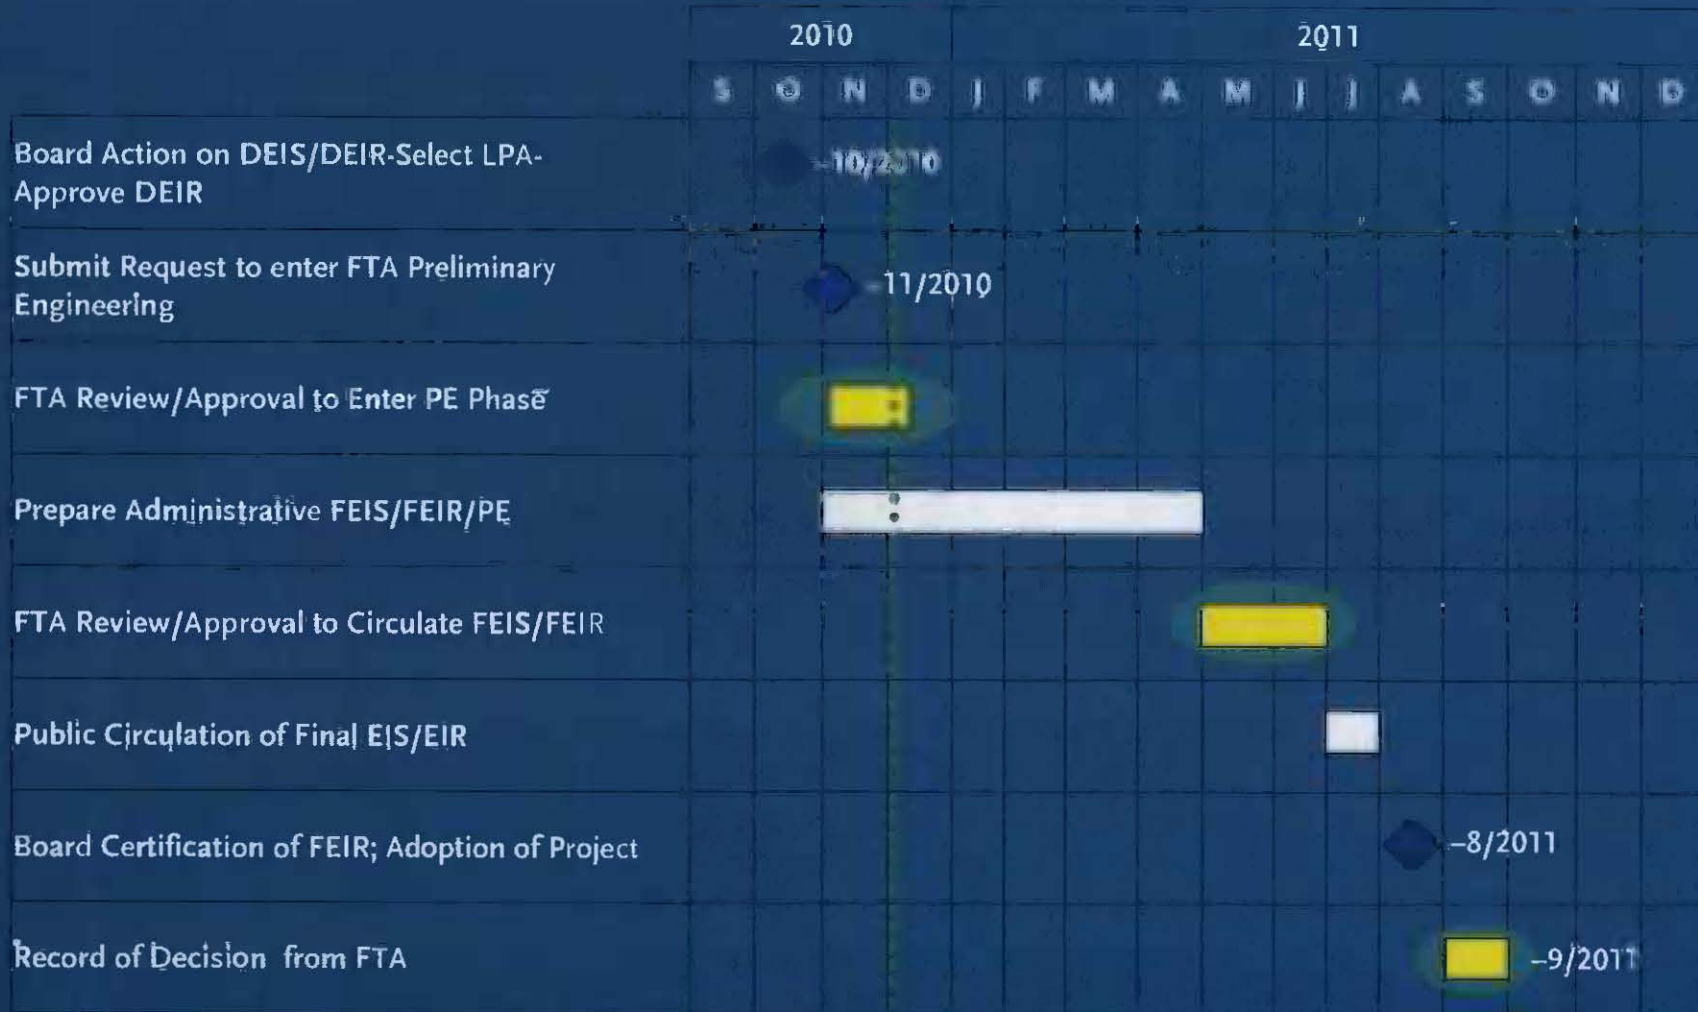 2010 2011
S O N D J F M A M J J A S O N D
Board Action on DEIS/DEIR-Select LPA-
Approve DEIR
–10/2010
Submit Request to enter FTA Preliminary
Engineering
–11/2010
FTA Review/Approval to Enter PE Phase
Prepare Administrative FEIS/FEIR/PE
FTA Review/Approval to Circulate FEIS/FEIR
Public Circulation of Final EIS/EIR
Board Certification of FEIR; Adoption of Project
–8/2011
Record of Decision from FTA
–9/2011